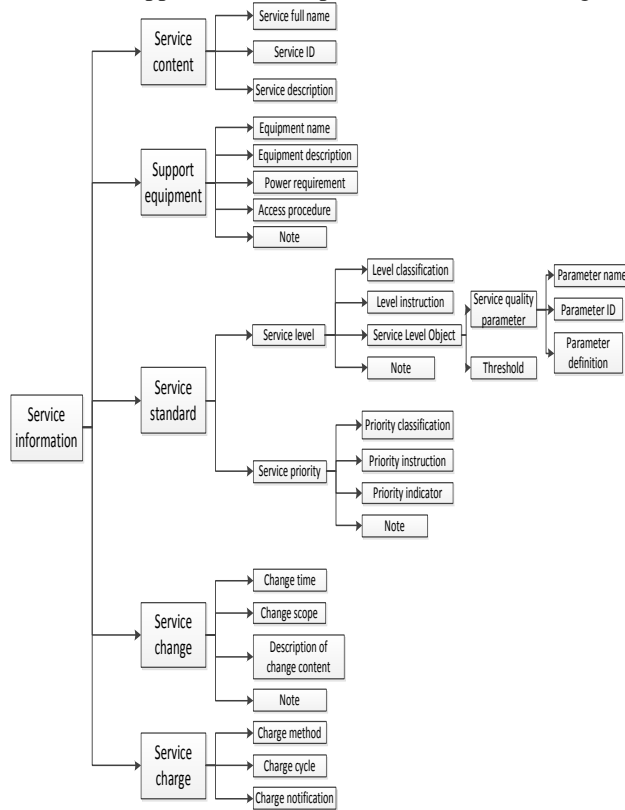 Service full name
Service
content
Service ID
Service description
Equipment name
Equipment description
Support
equipment
Power requirement
Access procedure
Note
Level classification
Level instruction
Service level
Service Level Object
Note
Service quality
parameter
Threshold
Parameter name
Parameter ID
Parameter
definition
Service
standard
Service
information
Priority classification
Priority instruction
Service priority
Priority indicator
Note
Change time
Change scope
Service
change
Description of
change content
Note
Charge method
Service
charge
Charge cycle
Charge notification